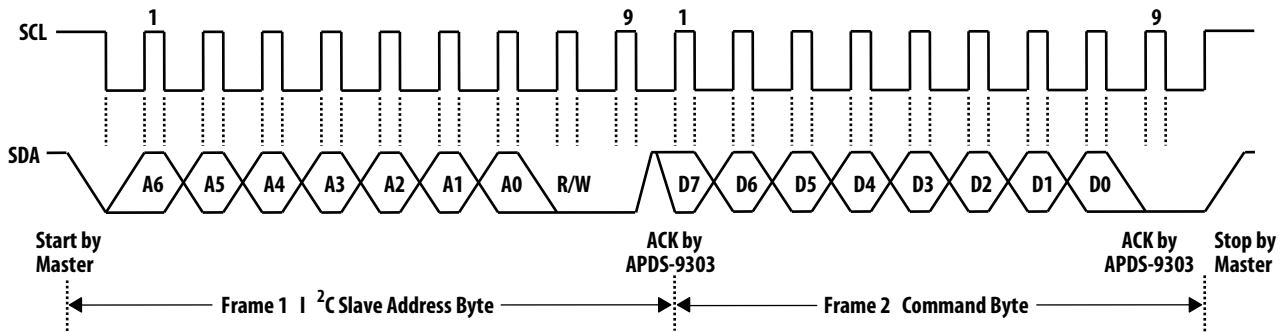 1 9 1 9
SCL
SDA
A6 A5 A4 A3 A2 A1 A0 R/W D7 D6 D5 D4 D3 D2 D1 D0
Start by
Master
ACK by
APDS-9303
ACK by
APDS-9303
Stop by
Master
Frame 1 I ²C Slave Address Byte
Frame 2 Command Byte